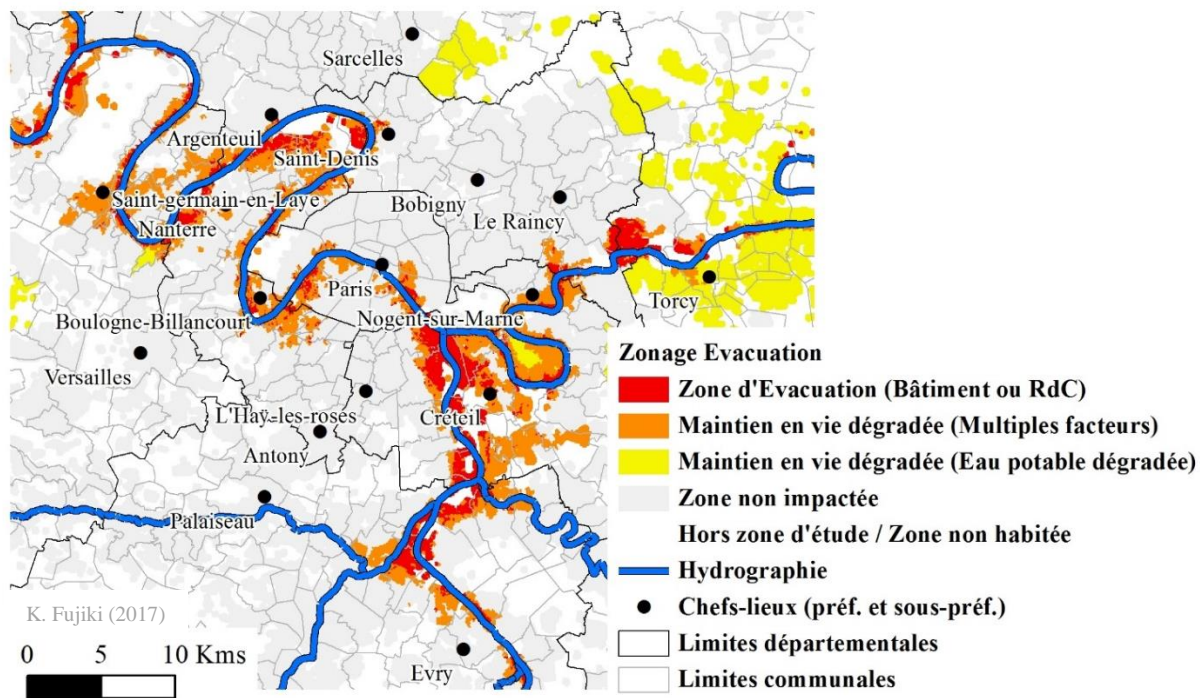 Sarcelles
Argenteuil
Saint-Denis
Saint-germain-en-Laye
Bobigny
Le Raincy
Nanterre
Paris
Torcy
Boulogne-Billancourt
Nogent-sur-Marne
Versailles
L'Haÿ-les-roses
Créteil
Antony
Palaiseau
K. Fujiki (2017)
0 5 10 Kms
Evry
Zonage Evacuation
Zone d'Evacuation (Bâtiment ou RdC)
Maintien en vie dégradée (Multiples facteurs)
Maintien en vie dégradée (Eau potable dégradée)
Zone non impactée
Hors zone d'étude / Zone non habitée
Hydrographie
Chefs-lieux (préf. et sous-préf.)
Limites départementales
Limites communales